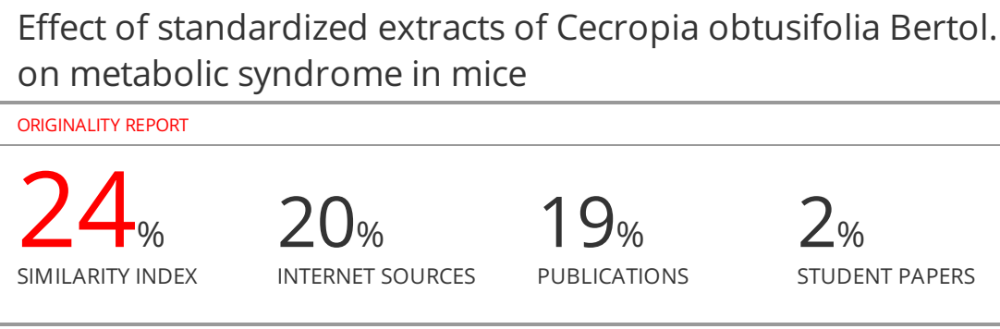 Effect of standardized extracts of Cecropia obtusifolia Bertol.
on metabolic syndrome in mice
ORIGINALITY REPORT
24% 20% 19% 2%
SIMILARITY INDEX INTERNET SOURCES PUBLICATIONS STUDENT PAPERS